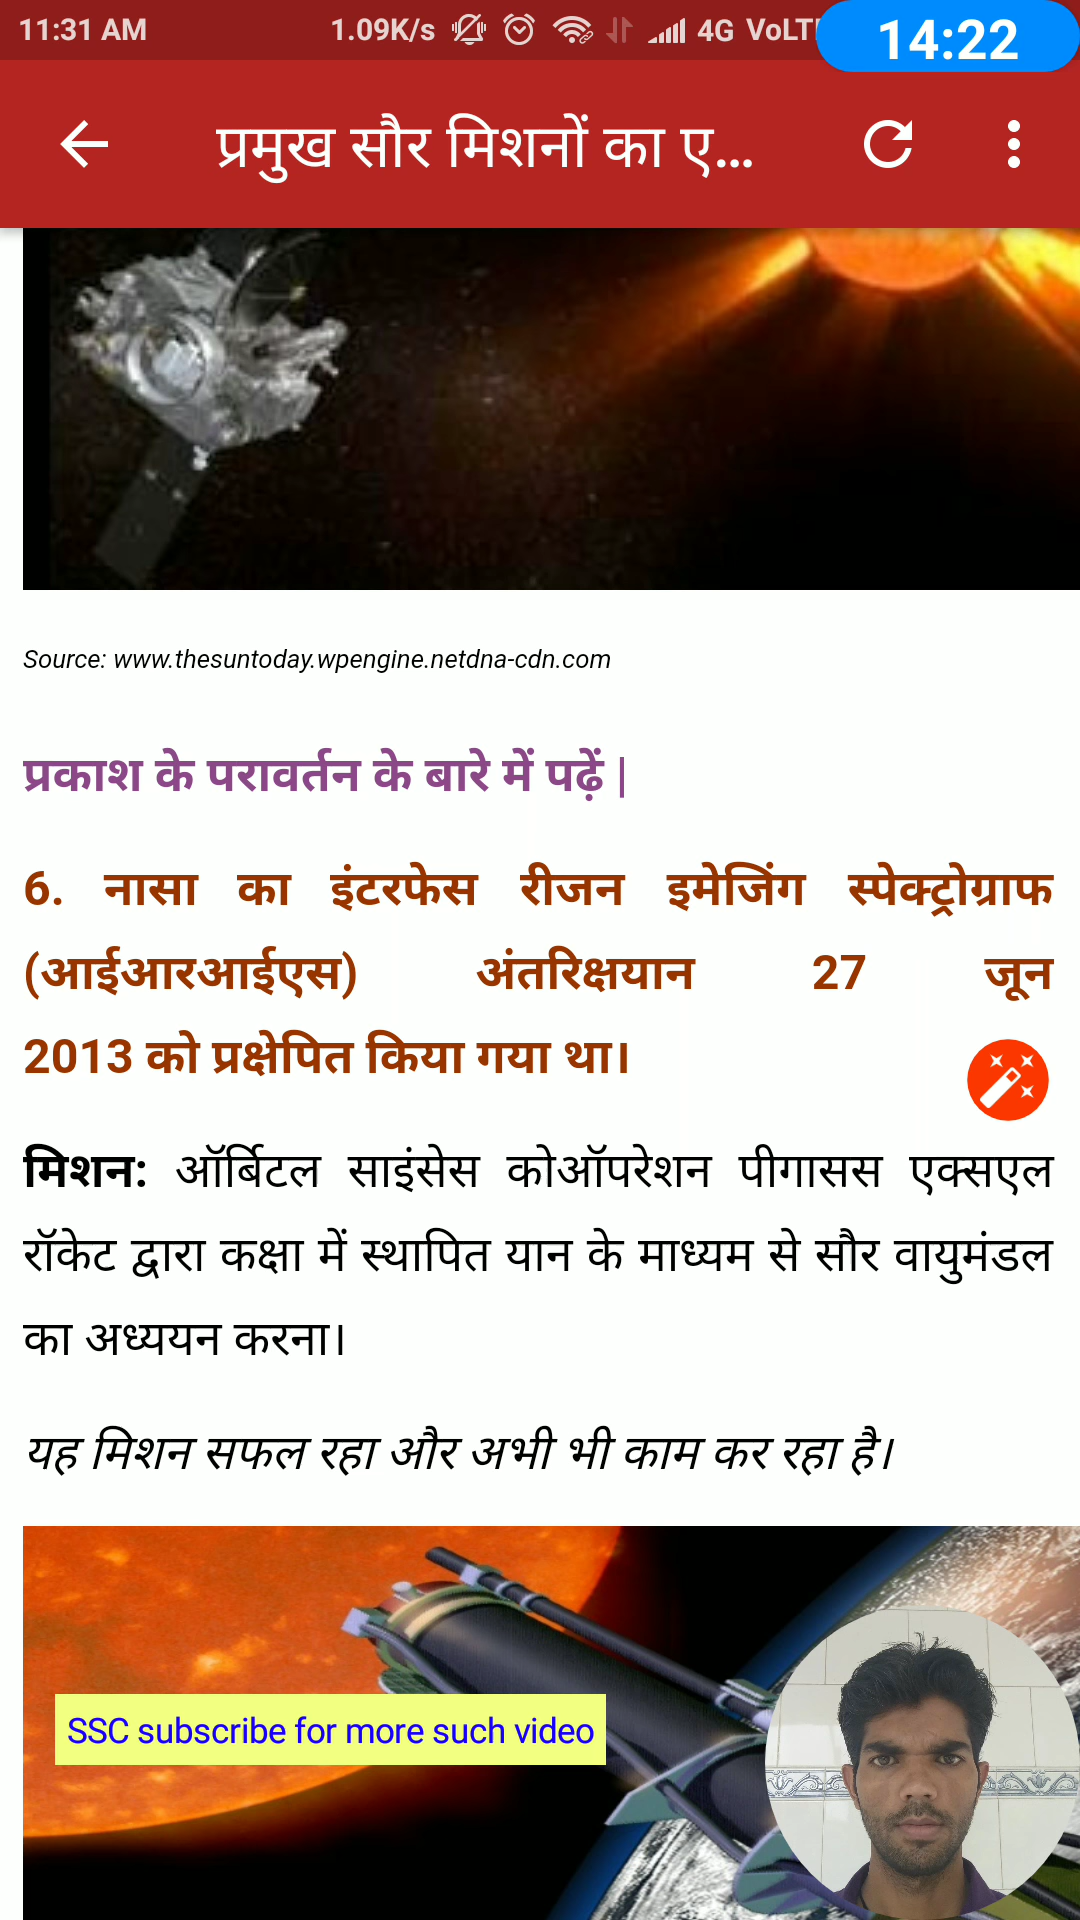 11:31 AM 1.09K/s 4G VoLT
14:22
प्रमुख सौर मिशनों का ए...
Source: www.thesuntoday.wpengine.netdna-cdn.com
प्रकाश के परावर्तन के बारे में पढ़ें |
6. नासा का इंटरफेस रीजन इमेजिंग स्पेक्ट्रोग्राफ
(आईआरआईएस) अंतरिक्षयान 27 जून
2013 को प्रक्षेपित किया गया था।
मिशन: ऑर्बिटल साइंसेस कोऑपरेशन पीगासस एक्सएल
रॉकेट द्वारा कक्षा में स्थापित यान के माध्यम से सौर वायुमंडल
का अध्ययन करना।
यह मिशन सफल रहा और अभी भी काम कर रहा है।
SSC subscribe for more such video